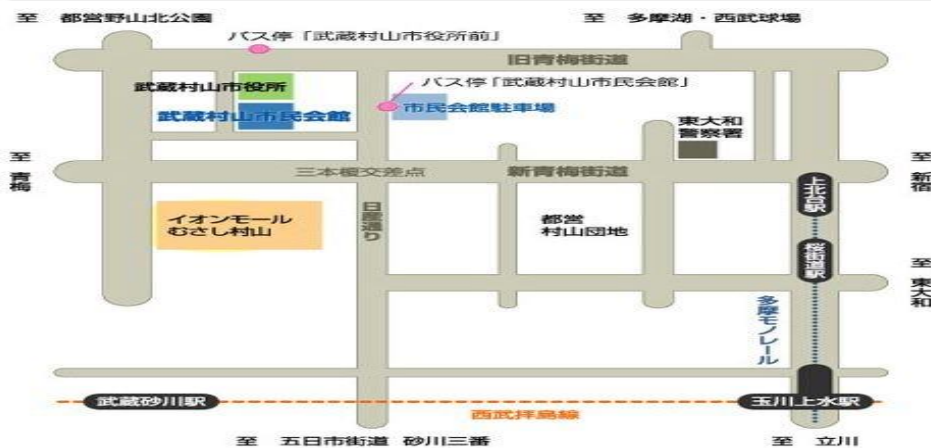 至 都営野山北公園
至 多摩湖・西武球場
バス停「武蔵村山市役所前」
旧青梅街道
武蔵村山市役所
バス停「武蔵村山市民会館」
武蔵村山市民会館
市民会館駐車場
東大和
警察署
至 青梅
三本榎交差点
新青梅街道
至 新宿
上北台駅
イオンモール
むさし村山
日産通り
都営
村山団地
桜街道駅
至 東大和
多摩モノレール
武蔵砂川駅
西武拝島線
玉川上水駅
至 五日市街道 砂川三番
至 立川